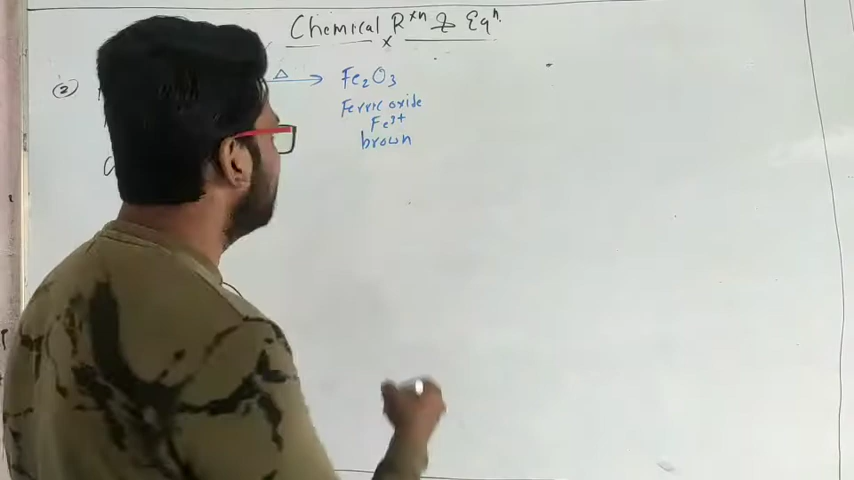 Chemical Rxn & Eqn.
② △ → Fe2O3
Ferric oxide
Fe3+
brown